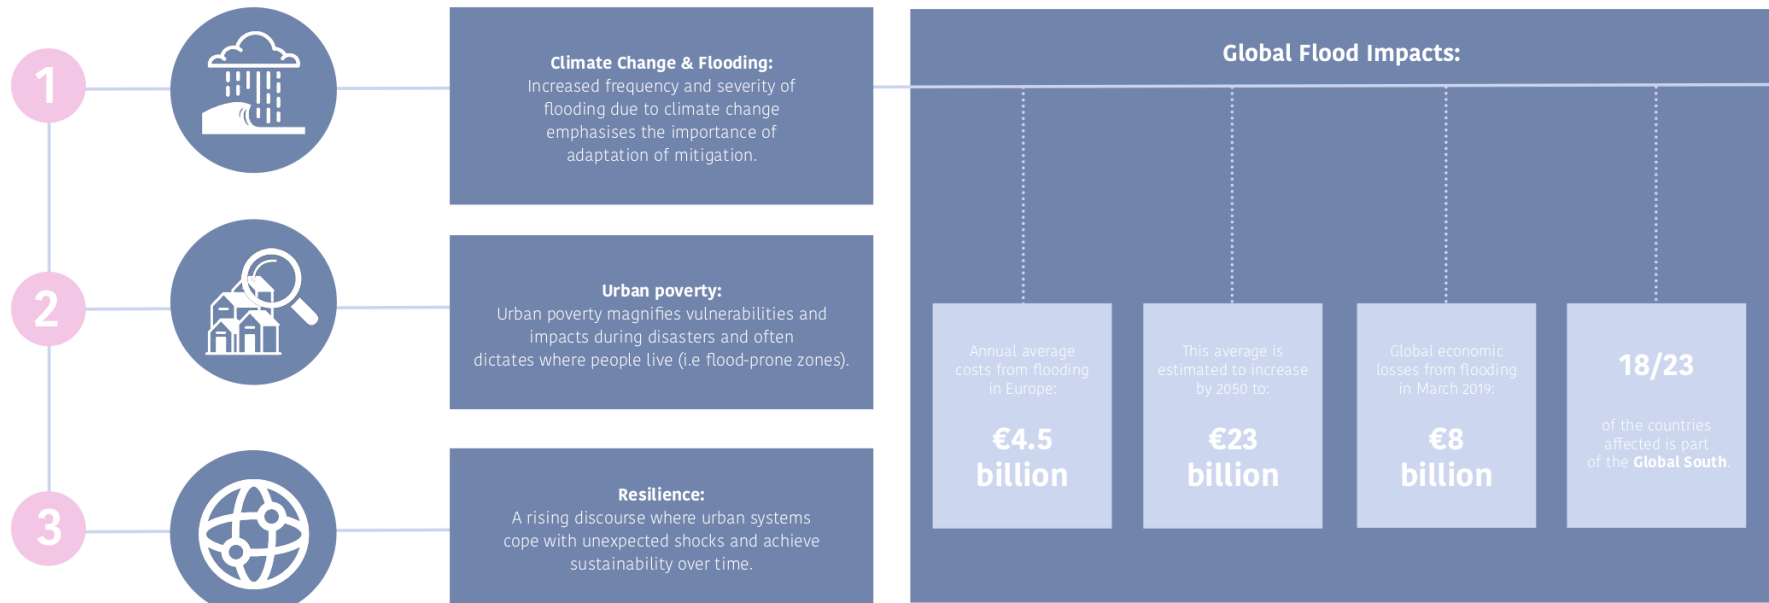 1
Climate Change & Flooding:
Increased frequency and severity of
flooding due to climate change
emphasises the importance of
adaptation of mitigation.
2
Urban poverty:
Urban poverty magnifies vulnerabilities and
impacts during disasters and often
dictates where people live (i.e flood-prone zones).
3
Resilience:
A rising discourse where urban systems
cope with unexpected shocks and achieve
sustainability over time.
Global Flood Impacts:
Annual average
costs from flooding
in Europe:
€4.5
billion
This average is
estimated to increase
by 2050 to:
€23
billion
Global economic
losses from flooding
in March 2019:
€8
billion
18/23
of the countries
affected is part
of the Global South.